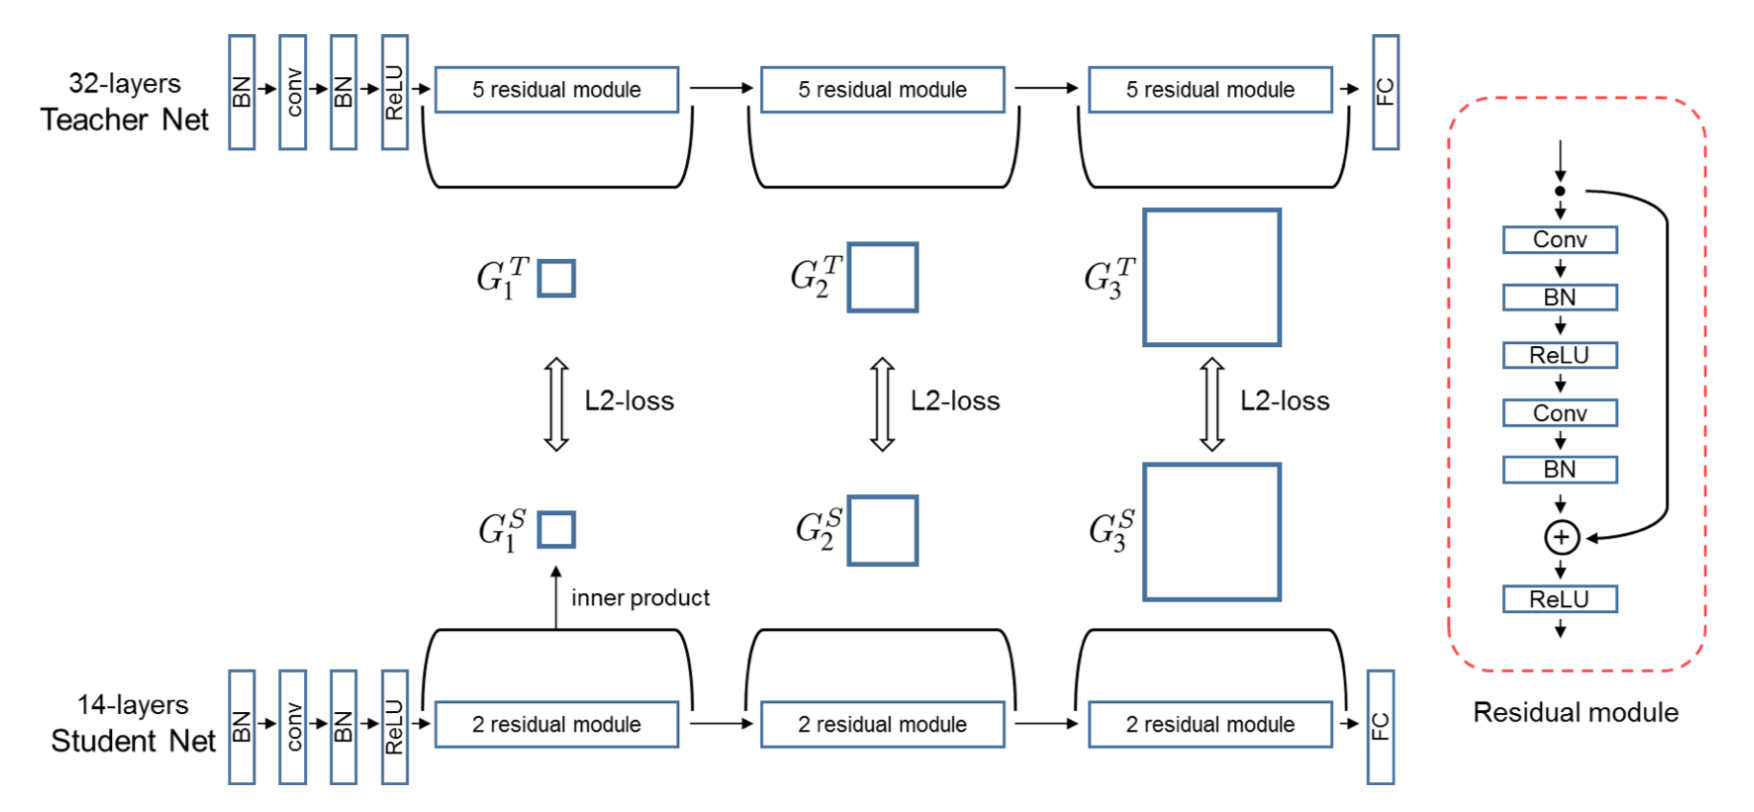 32-layers
Teacher Net
BN
conv
BN
ReLU
5 residual module
5 residual module
5 residual module
FC
G_1^T
G_2^T
G_3^T
L2-loss
L2-loss
L2-loss
G_1^S
G_2^S
G_3^S
inner product
14-layers
Student Net
BN
conv
BN
ReLU
2 residual module
2 residual module
2 residual module
FC
Conv
BN
ReLU
Conv
BN
+
ReLU
Residual module